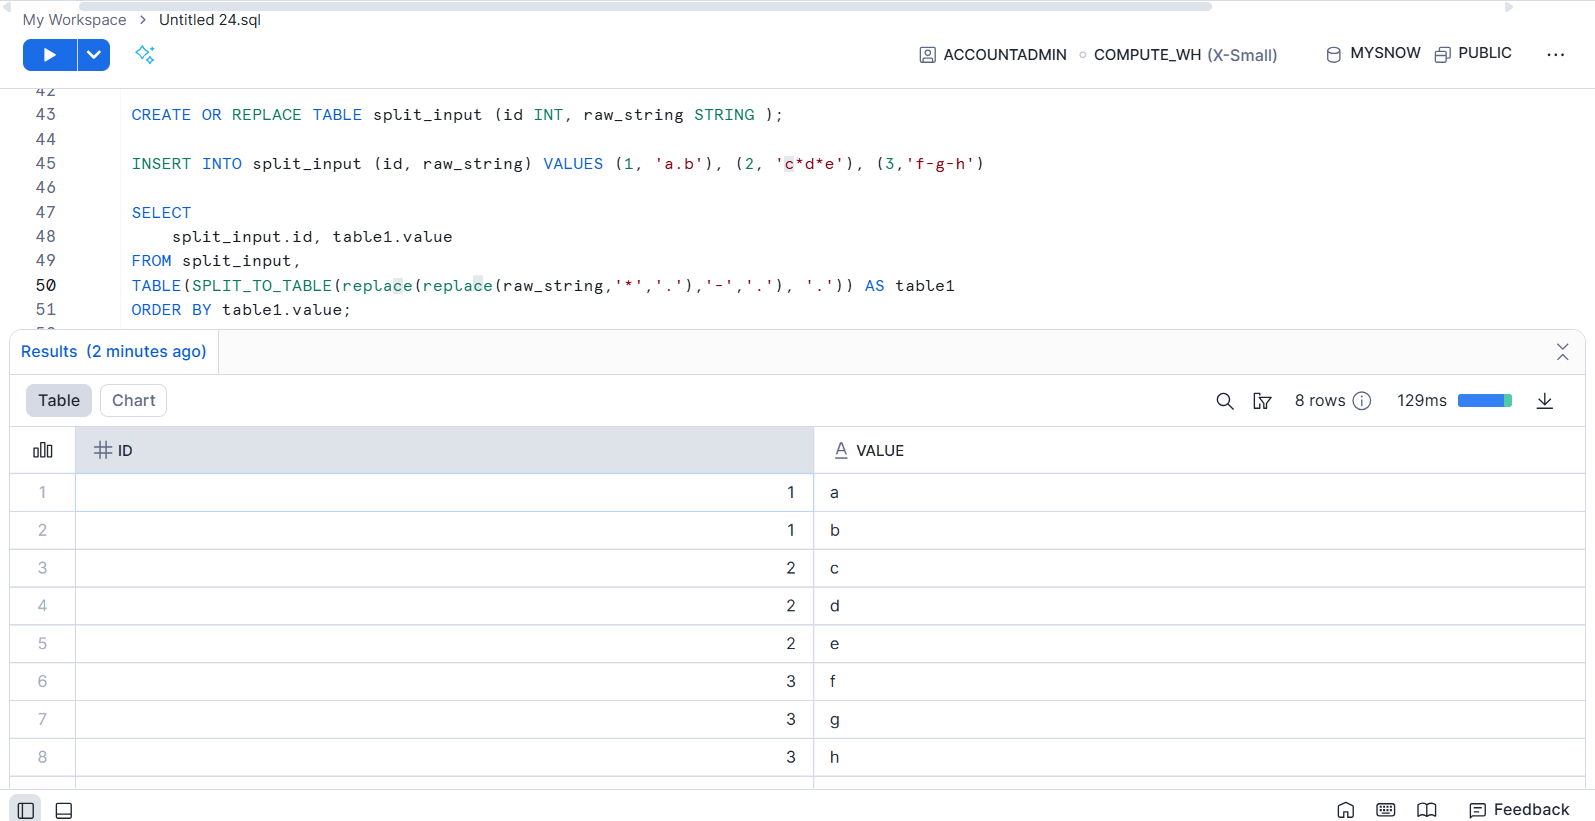 My Workspace > Untitled 24.sql
ACCOUNTADMIN COMPUTE_WH (X-Small) MYSNOW PUBLIC ...
42
43 CREATE OR REPLACE TABLE split_input (id INT, raw_string STRING );
44
45 INSERT INTO split_input (id, raw_string) VALUES (1, 'a.b'), (2, 'c*d*e'), (3,'f-g-h')
46
47 SELECT
48 split_input.id, table1.value
49 FROM split_input,
50 TABLE(SPLIT_TO_TABLE(replace(replace(raw_string,'*','.'),'-','.'), '.')) AS table1
51 ORDER BY table1.value;
Results (2 minutes ago)
Table Chart 8 rows 129ms
ID VALUE
1 1 a
2 1 b
3 2 c
4 2 d
5 2 e
6 3 f
7 3 g
8 3 h
Feedback